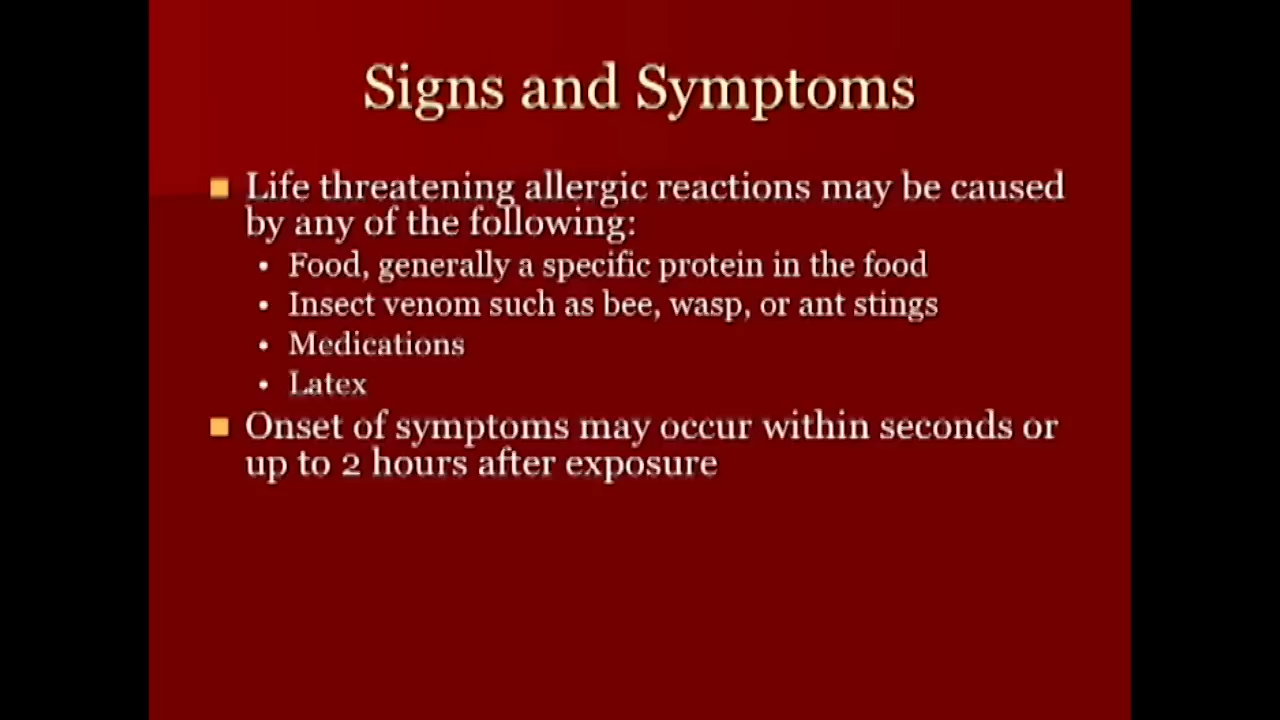 Signs and Symptoms
Life threatening allergic reactions may be caused
by any of the following:
• Food, generally a specific protein in the food
• Insect venom such as bee, wasp, or ant stings
• Medications
• Latex
Onset of symptoms may occur within seconds or
up to 2 hours after exposure